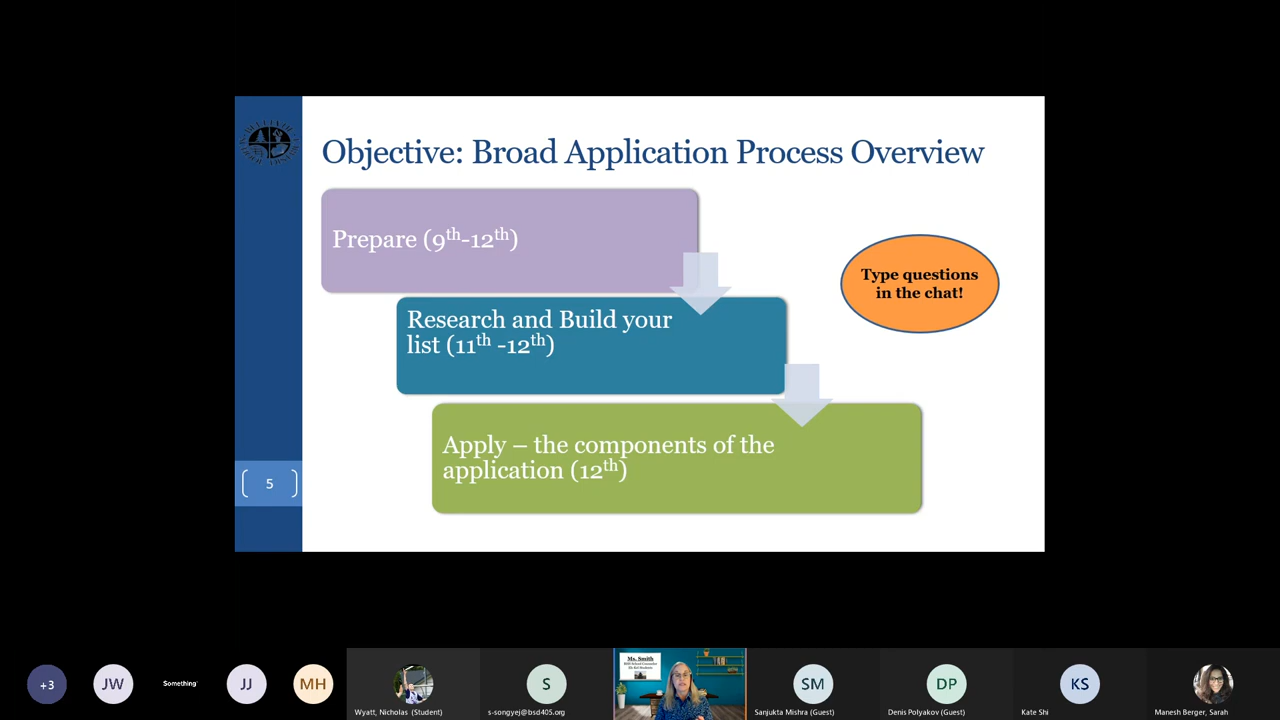 Objective: Broad Application Process Overview
Prepare (9th-12th)
Research and Build your
list (11th -12th)
Apply – the components of the
application (12th)
Type questions
in the chat!
5
+3
JW
Something
JJ
MH
Wyatt, Nicholas (Student)
S
s-songyej@bsd405.org
Ms. Smith
SM
Sanjukta Mishra (Guest)
DP
Denis Polyakov (Guest)
KS
Kate Shi
Manesh Berger, Sarah